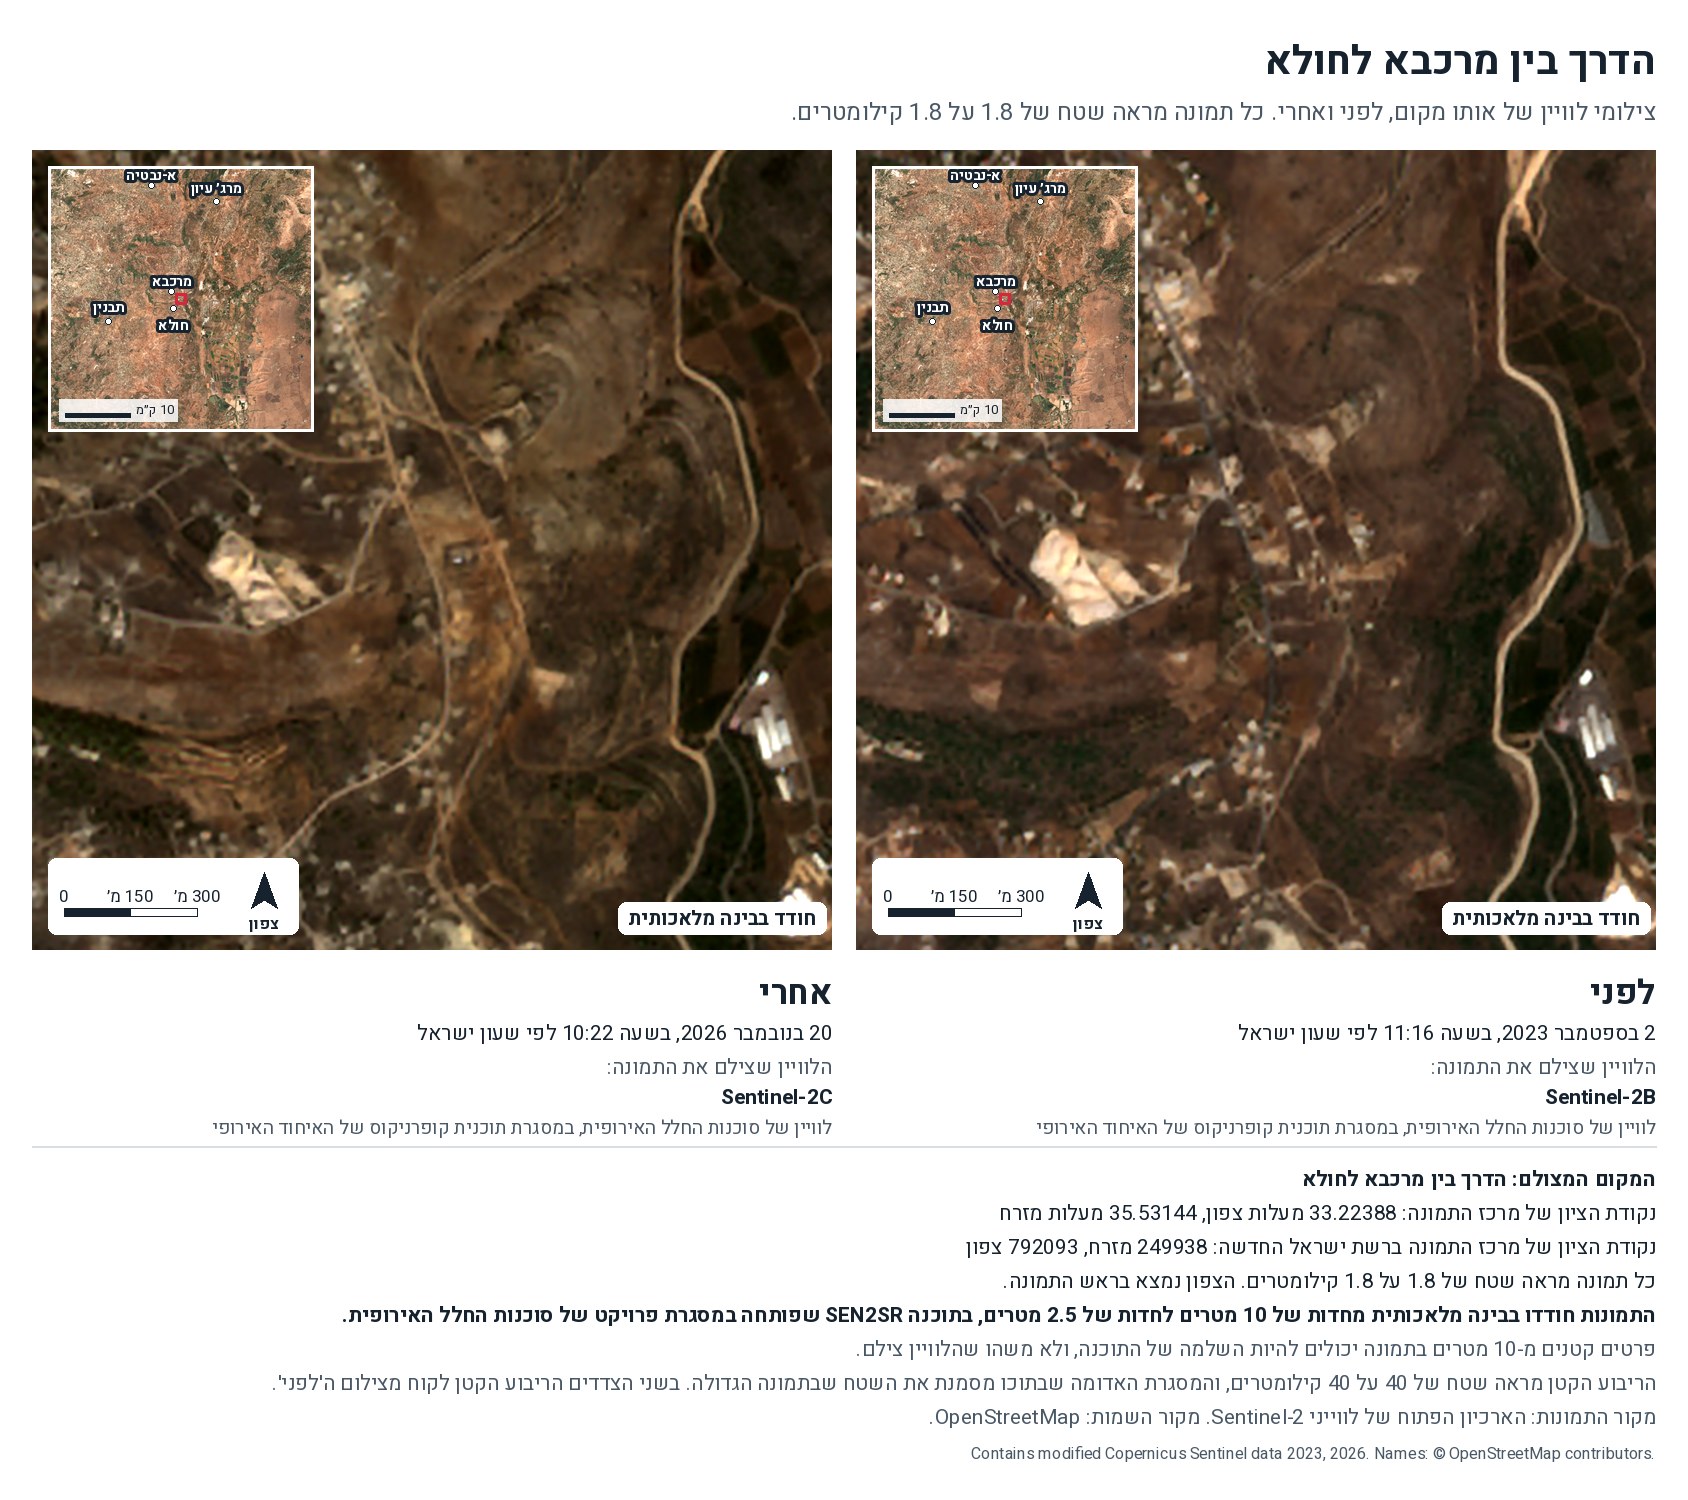 הדרך בין מרכבא לחולא
צילומי לוויין של אותו מקום, לפני ואחרי. כל תמונה מראה שטח של 1.8 על 1.8 קילומטרים.
א-נבטיה
מרג' עיון
מרכבא
תבנין
חולא
10 ק"מ
0 150 מ' 300 מ'
צפון
חודד בבינה מלאכותית
א-נבטיה
מרג' עיון
מרכבא
תבנין
חולא
10 ק"מ
0 150 מ' 300 מ'
צפון
חודד בבינה מלאכותית
לפני
2 בספטמבר 2023, בשעה 11:16 לפי שעון ישראל
הלוויין שצילם את התמונה:
Sentinel-2B
לוויין של סוכנות החלל האירופית, במסגרת תוכנית קופרניקוס של האיחוד האירופי
אחרי
20 בנובמבר 2026, בשעה 10:22 לפי שעון ישראל
הלוויין שצילם את התמונה:
Sentinel-2C
לוויין של סוכנות החלל האירופית, במסגרת תוכנית קופרניקוס של האיחוד האירופי
המקום המצולם: הדרך בין מרכבא לחולא
נקודת הציון של מרכז התמונה: 33.22388 מעלות צפון, 35.53144 מעלות מזרח
נקודת הציון של מרכז התמונה ברשת ישראל החדשה: 249938 מזרח, 792093 צפון
כל תמונה מראה שטח של 1.8 על 1.8 קילומטרים. הצפון נמצא בראש התמונה.
התמונות חודדו בבינה מלאכותית מחדות של 10 מטרים לחדות של 2.5 מטרים, בתוכנה SEN2SR שפותחה במסגרת פרויקט של סוכנות החלל האירופית.
פרטים קטנים מ-10 מטרים בתמונה יכולים להיות השלמה של התוכנה, ולא משהו שהלוויין צילם.
הריבוע הקטן מראה שטח של 40 על 40 קילומטרים, והמסגרת האדומה שבתוכו מסמנת את השטח שבתמונה הגדולה. בשני הצדדים הריבוע הקטן לקוח מצילום ה'לפני'.
מקור התמונות: הארכיון הפתוח של לווייני Sentinel-2. מקור השמות: OpenStreetMap.
Contains modified Copernicus Sentinel data 2023, 2026. Names: © OpenStreetMap contributors.